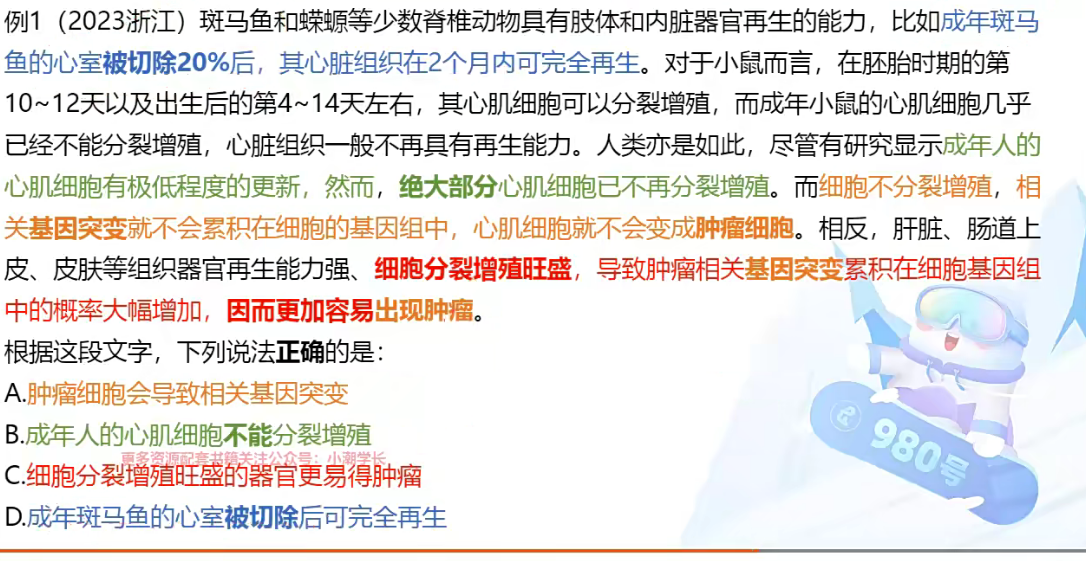 例1（2023浙江）斑马鱼和蝾螈等少数脊椎动物具有肢体和内脏器官再生的能力，比如成年斑马
鱼的心室被切除20%后，其心脏组织在2个月内可完全再生。对于小鼠而言，在胚胎时期的第
10~12天以及出生后的第4~14天左右，其心肌细胞可以分裂增殖，而成年小鼠的心肌细胞几乎
已经不能分裂增殖，心脏组织一般不再具有再生能力。人类亦是如此，尽管有研究显示成年人的
心肌细胞有极低程度的更新，然而，绝大部分心肌细胞已不再分裂增殖。而细胞不分裂增殖，相
关基因突变就不会累积在细胞的基因组中，心肌细胞就不会变成肿瘤细胞。相反，肝脏、肠道上
皮、皮肤等组织器官再生能力强、细胞分裂增殖旺盛，导致肿瘤相关基因突变累积在细胞基因组
中的概率大幅增加，因而更加容易出现肿瘤。
根据这段文字，下列说法正确的是：
A.肿瘤细胞会导致相关基因突变
B.成年人的心肌细胞不能分裂增殖
更多资源配套书籍关注公众号：小潮学长
C.细胞分裂增殖旺盛的器官更易得肿瘤
D.成年斑马鱼的心室被切除后可完全再生
980号